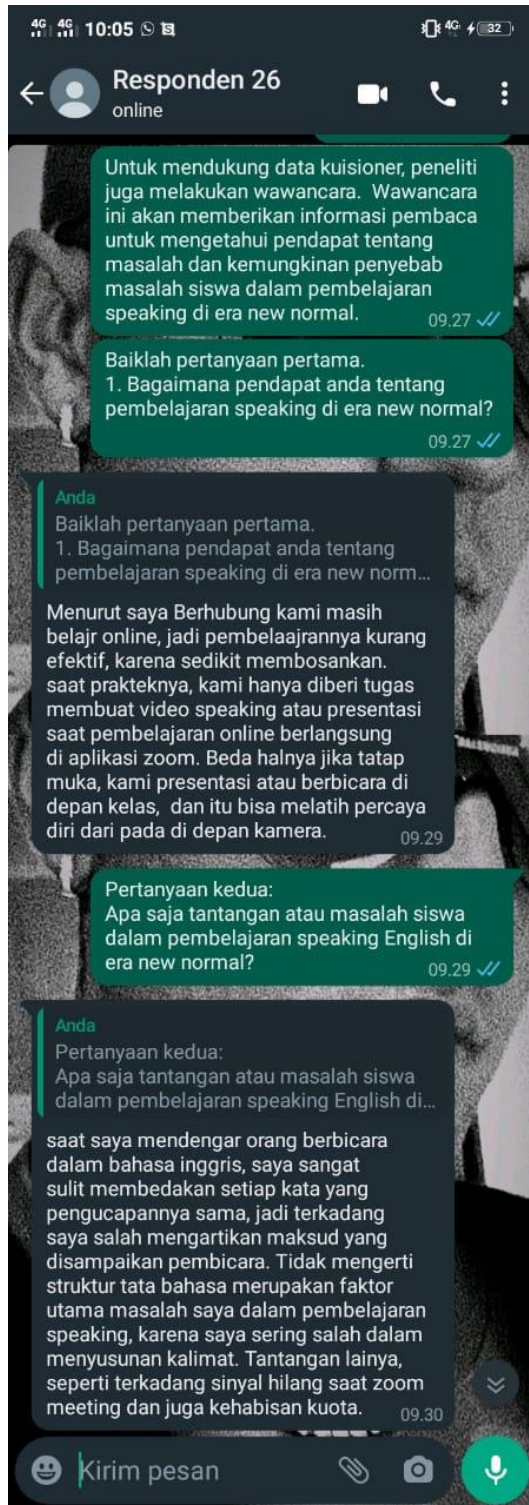 4G 4G 10:05 4G 32
Responden 26
online
Untuk mendukung data kuisioner, peneliti
juga melakukan wawancara. Wawancara
ini akan memberikan informasi pembaca
untuk mengetahui pendapat tentang
masalah dan kemungkinan penyebab
masalah siswa dalam pembelajaran
speaking di era new normal.
09.27
Baiklah pertanyaan pertama.
1. Bagaimana pendapat anda tentang
pembelajaran speaking di era new normal?
09.27
Anda
Baiklah pertanyaan pertama.
1. Bagaimana pendapat anda tentang
pembelajaran speaking di era new norm...
Menurut saya Berhubung kami masih
belajr online, jadi pembelaajrannya kurang
efektif, karena sedikit membosankan.
saat prakteknya, kami hanya diberi tugas
membuat video speaking atau presentasi
saat pembelajaran online berlangsung
di aplikasi zoom. Beda halnya jika tatap
muka, kami presentasi atau berbicara di
depan kelas, dan itu bisa melatih percaya
diri dari pada di depan kamera.
09.29
Pertanyaan kedua:
Apa saja tantangan atau masalah siswa
dalam pembelajaran speaking English di
era new normal?
09.29
Anda
Pertanyaan kedua:
Apa saja tantangan atau masalah siswa
dalam pembelajaran speaking English di...
saat saya mendengar orang berbicara
dalam bahasa inggris, saya sangat
sulit membedakan setiap kata yang
pengucapannya sama, jadi terkadang
saya salah mengartikan maksud yang
disampaikan pembicara. Tidak mengerti
struktur tata bahasa merupakan faktor
utama masalah saya dalam pembelajaran
speaking, karena saya sering salah dalam
menyusunan kalimat. Tantangan lainya,
seperti terkadang sinyal hilang saat zoom
meeting dan juga kehabisan kuota.
09.30
Kirim pesan